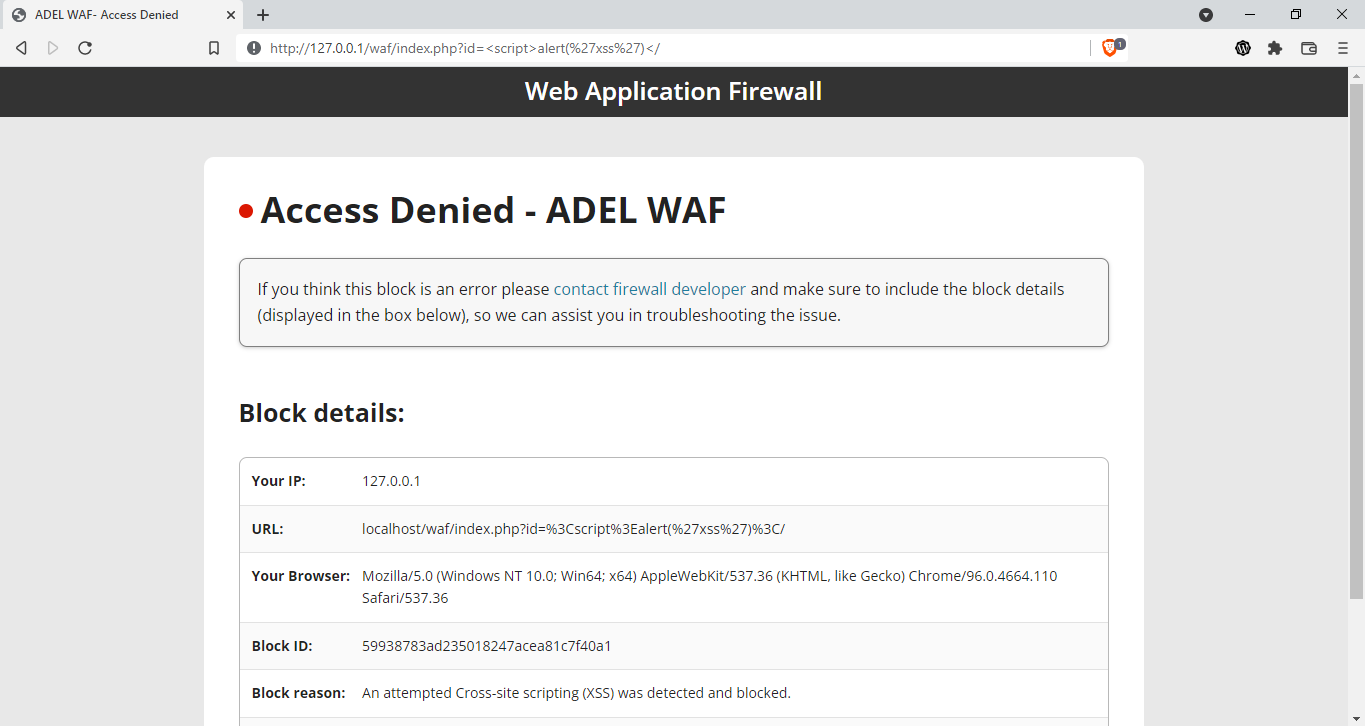 ADEL WAF- Access Denied
http://127.0.0.1/waf/index.php?id=<script>alert(%27xss%27)</
1
Web Application Firewall
Access Denied - ADEL WAF
If you think this block is an error please contact firewall developer and make sure to include the block details
(displayed in the box below), so we can assist you in troubleshooting the issue.
Block details:
Your IP: 127.0.0.1
URL: localhost/waf/index.php?id=%3Cscript%3Ealert(%27xss%27)%3C/
Your Browser: Mozilla/5.0 (Windows NT 10.0; Win64; x64) AppleWebKit/537.36 (KHTML, like Gecko) Chrome/96.0.4664.110
Safari/537.36
Block ID: 59938783ad235018247acea81c7f40a1
Block reason: An attempted Cross-site scripting (XSS) was detected and blocked.